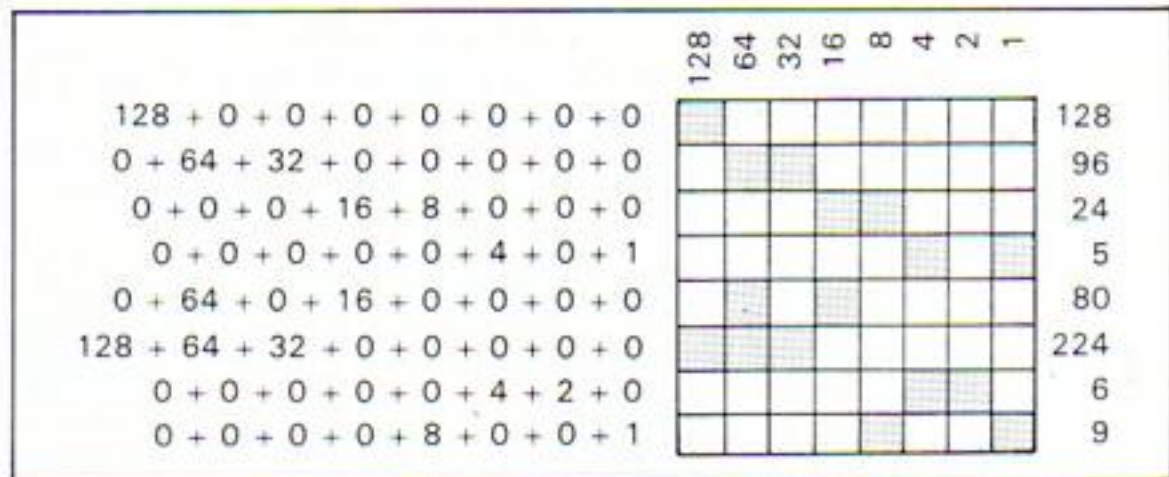 128 64 32 16 8 4 2 1
128 + 0 + 0 + 0 + 0 + 0 + 0 + 0 128
0 + 64 + 32 + 0 + 0 + 0 + 0 + 0 96
0 + 0 + 0 + 16 + 8 + 0 + 0 + 0 24
0 + 0 + 0 + 0 + 0 + 4 + 0 + 1 5
0 + 64 + 0 + 16 + 0 + 0 + 0 + 0 80
128 + 64 + 32 + 0 + 0 + 0 + 0 + 0 224
0 + 0 + 0 + 0 + 0 + 4 + 2 + 0 6
0 + 0 + 0 + 0 + 8 + 0 + 0 + 1 9